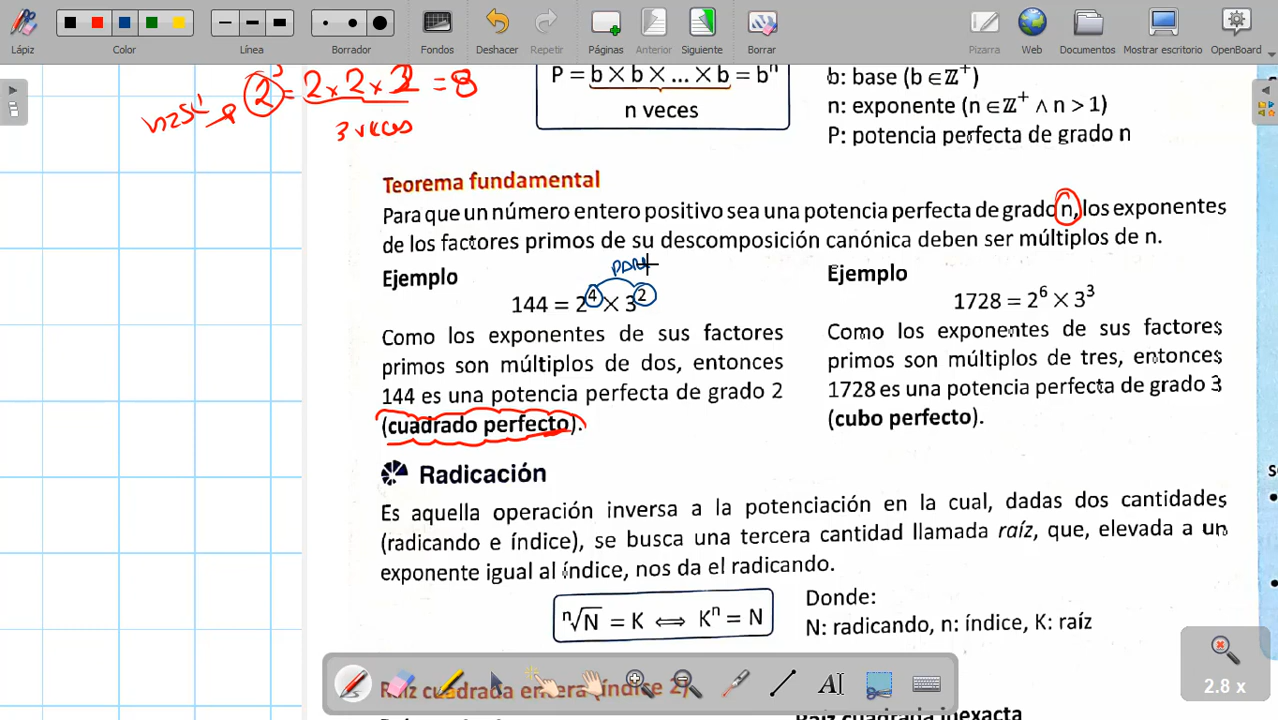 Lápiz Color Línea Borrador Fondos Deshacer Repetir Páginas Anterior Siguiente Borrar Pizarra Web Documentos Mostrar escritorio OpenBoard
2³ = 2 x 2 x 2 = 8
3 veces
P = b × b × ... × b = bⁿ
n veces
b: base (b ∈ ℤ⁺)
n: exponente (n ∈ ℤ⁺ ∧ n > 1)
P: potencia perfecta de grado n
Teorema fundamental
Para que un número entero positivo sea una potencia perfecta de grado n, los exponentes
de los factores primos de su descomposición canónica deben ser múltiplos de n.
Ejemplo
144 = 2⁴ × 3²
Como los exponentes de sus factores
primos son múltiplos de dos, entonces
144 es una potencia perfecta de grado 2
(cuadrado perfecto).
Ejemplo
1728 = 2⁶ × 3³
Como los exponentes de sus factores
primos son múltiplos de tres, entonces
1728 es una potencia perfecta de grado 3
(cubo perfecto).
Radicación
Es aquella operación inversa a la potenciación en la cual, dadas dos cantidades
(radicando e índice), se busca una tercera cantidad llamada raíz, que, elevada a un
exponente igual al índice, nos da el radicando.
ⁿ√N = K ⟺ Kⁿ = N
Donde:
N: radicando, n: índice, K: raíz
Raíz cuadrada entera (índice 2)
Raíz cuadrada inexacta
2.8 x